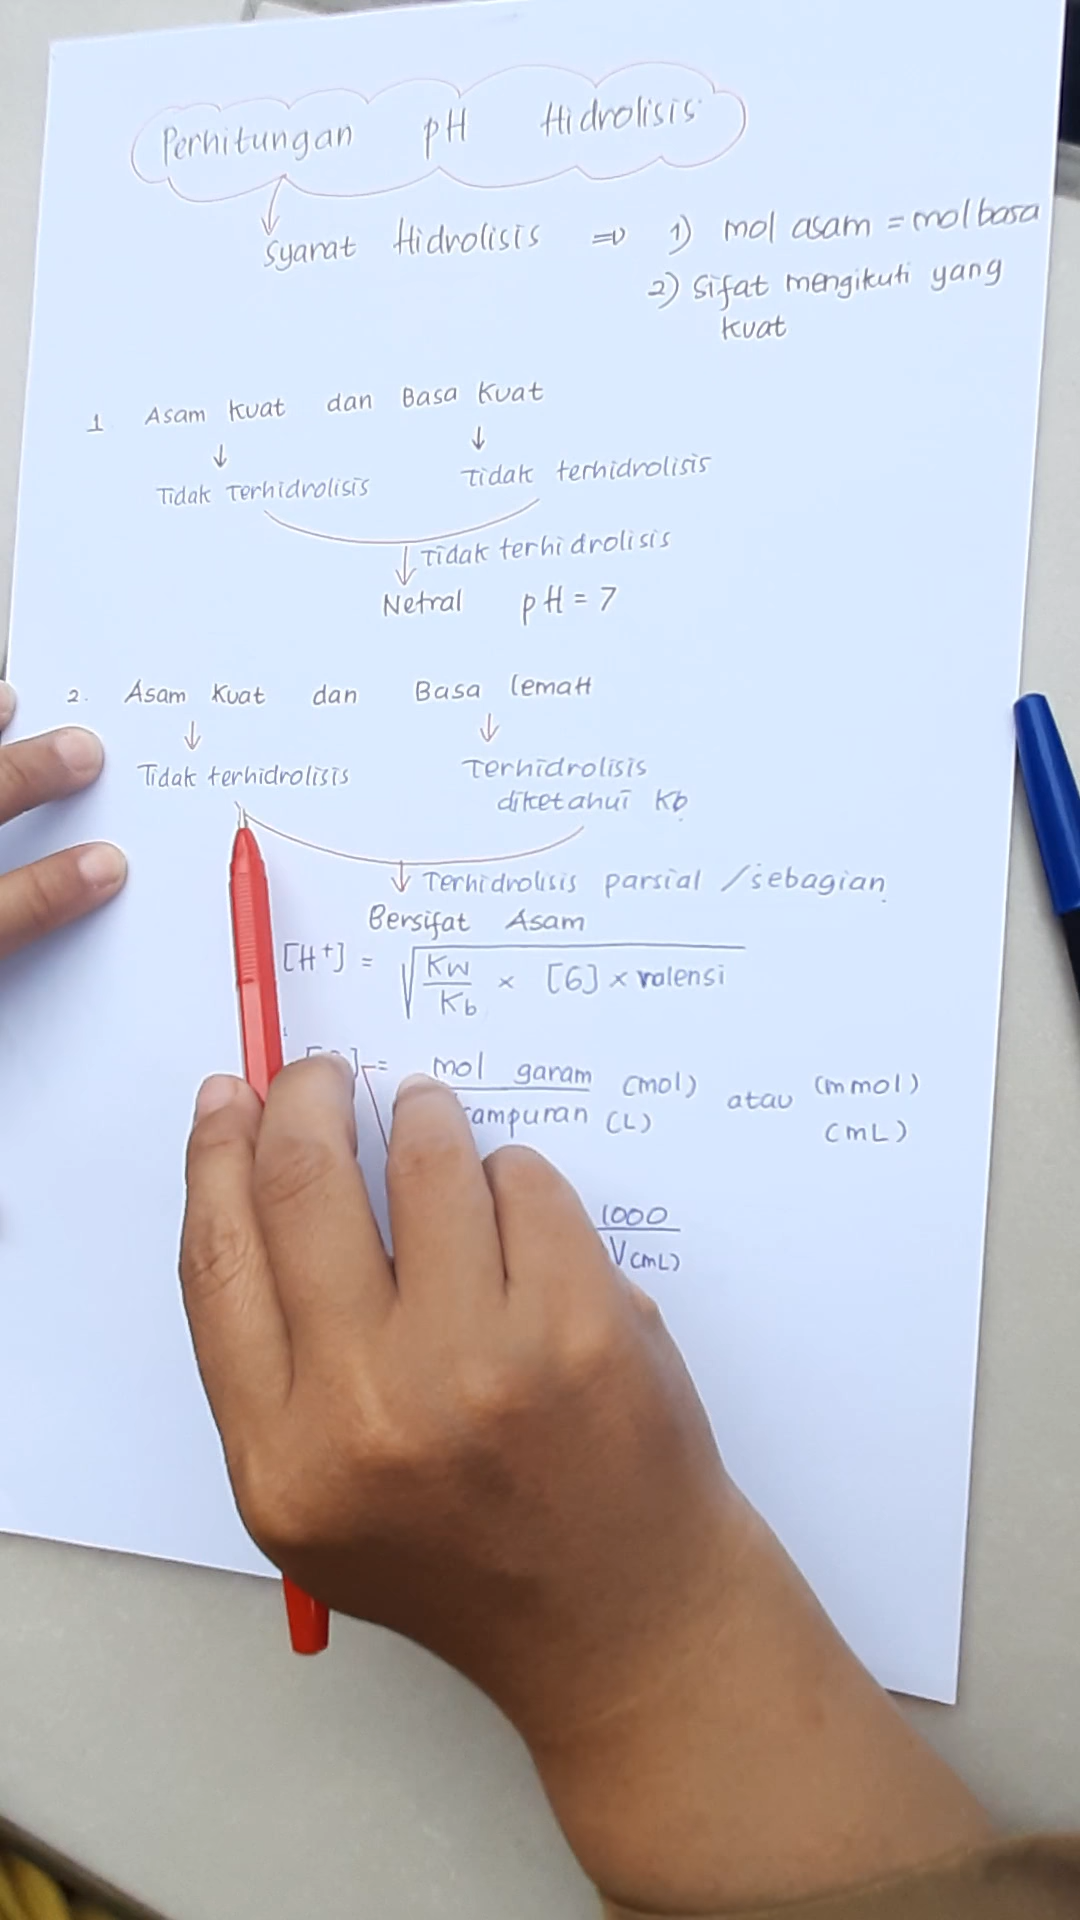 Perhitungan pH Hidrolisis
Syarat Hidrolisis => 1) mol asam = mol basa
2) Sifat mengikuti yang
kuat
1 Asam Kuat dan Basa Kuat
↓ ↓
Tidak Terhidrolisis Tidak terhidrolisis
↓ Tidak terhidrolisis
Netral pH = 7
2. Asam Kuat dan Basa lemah
↓ ↓
Tidak terhidrolisis Terhidrolisis
diketahui Kb
↓ Terhidrolisis parsial / sebagian
Bersifat Asam
[H+] = √ Kw/Kb × [G] × valensi
= mol garam (mol) atau (mmol)
campuran (L) (mL)
1000
V(mL)